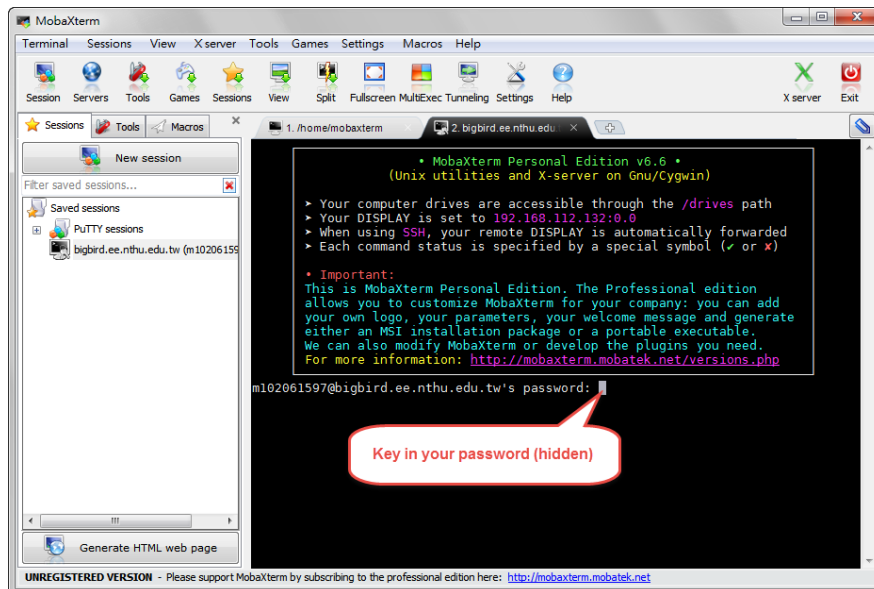 MobaXterm
Terminal Sessions View X server Tools Games Settings Macros Help
Session Servers Tools Games Sessions View Split Fullscreen MultiExec Tunneling Settings Help X server Exit
Sessions Tools Macros
1. /home/mobaxterm
2. bigbird.ee.nthu.edu
New session
Filter saved sessions...
Saved sessions
PuTTY sessions
bigbird.ee.nthu.edu.tw (m10206159
• MobaXterm Personal Edition v6.6 •
(Unix utilities and X-server on Gnu/Cygwin)
➤ Your computer drives are accessible through the /drives path
➤ Your DISPLAY is set to 192.168.112.132:0.0
➤ When using SSH, your remote DISPLAY is automatically forwarded
➤ Each command status is specified by a special symbol (✔ or ✘)
• Important:
This is MobaXterm Personal Edition. The Professional edition
allows you to customize MobaXterm for your company: you can add
your own logo, your parameters, your welcome message and generate
either an MSI installation package or a portable executable.
We can also modify MobaXterm or develop the plugins you need.
For more information: http://mobaxterm.mobatek.net/versions.php
m102061597@bigbird.ee.nthu.edu.tw's password:
Key in your password (hidden)
Generate HTML web page
UNREGISTERED VERSION - Please support MobaXterm by subscribing to the professional edition here: http://mobaxterm.mobatek.net